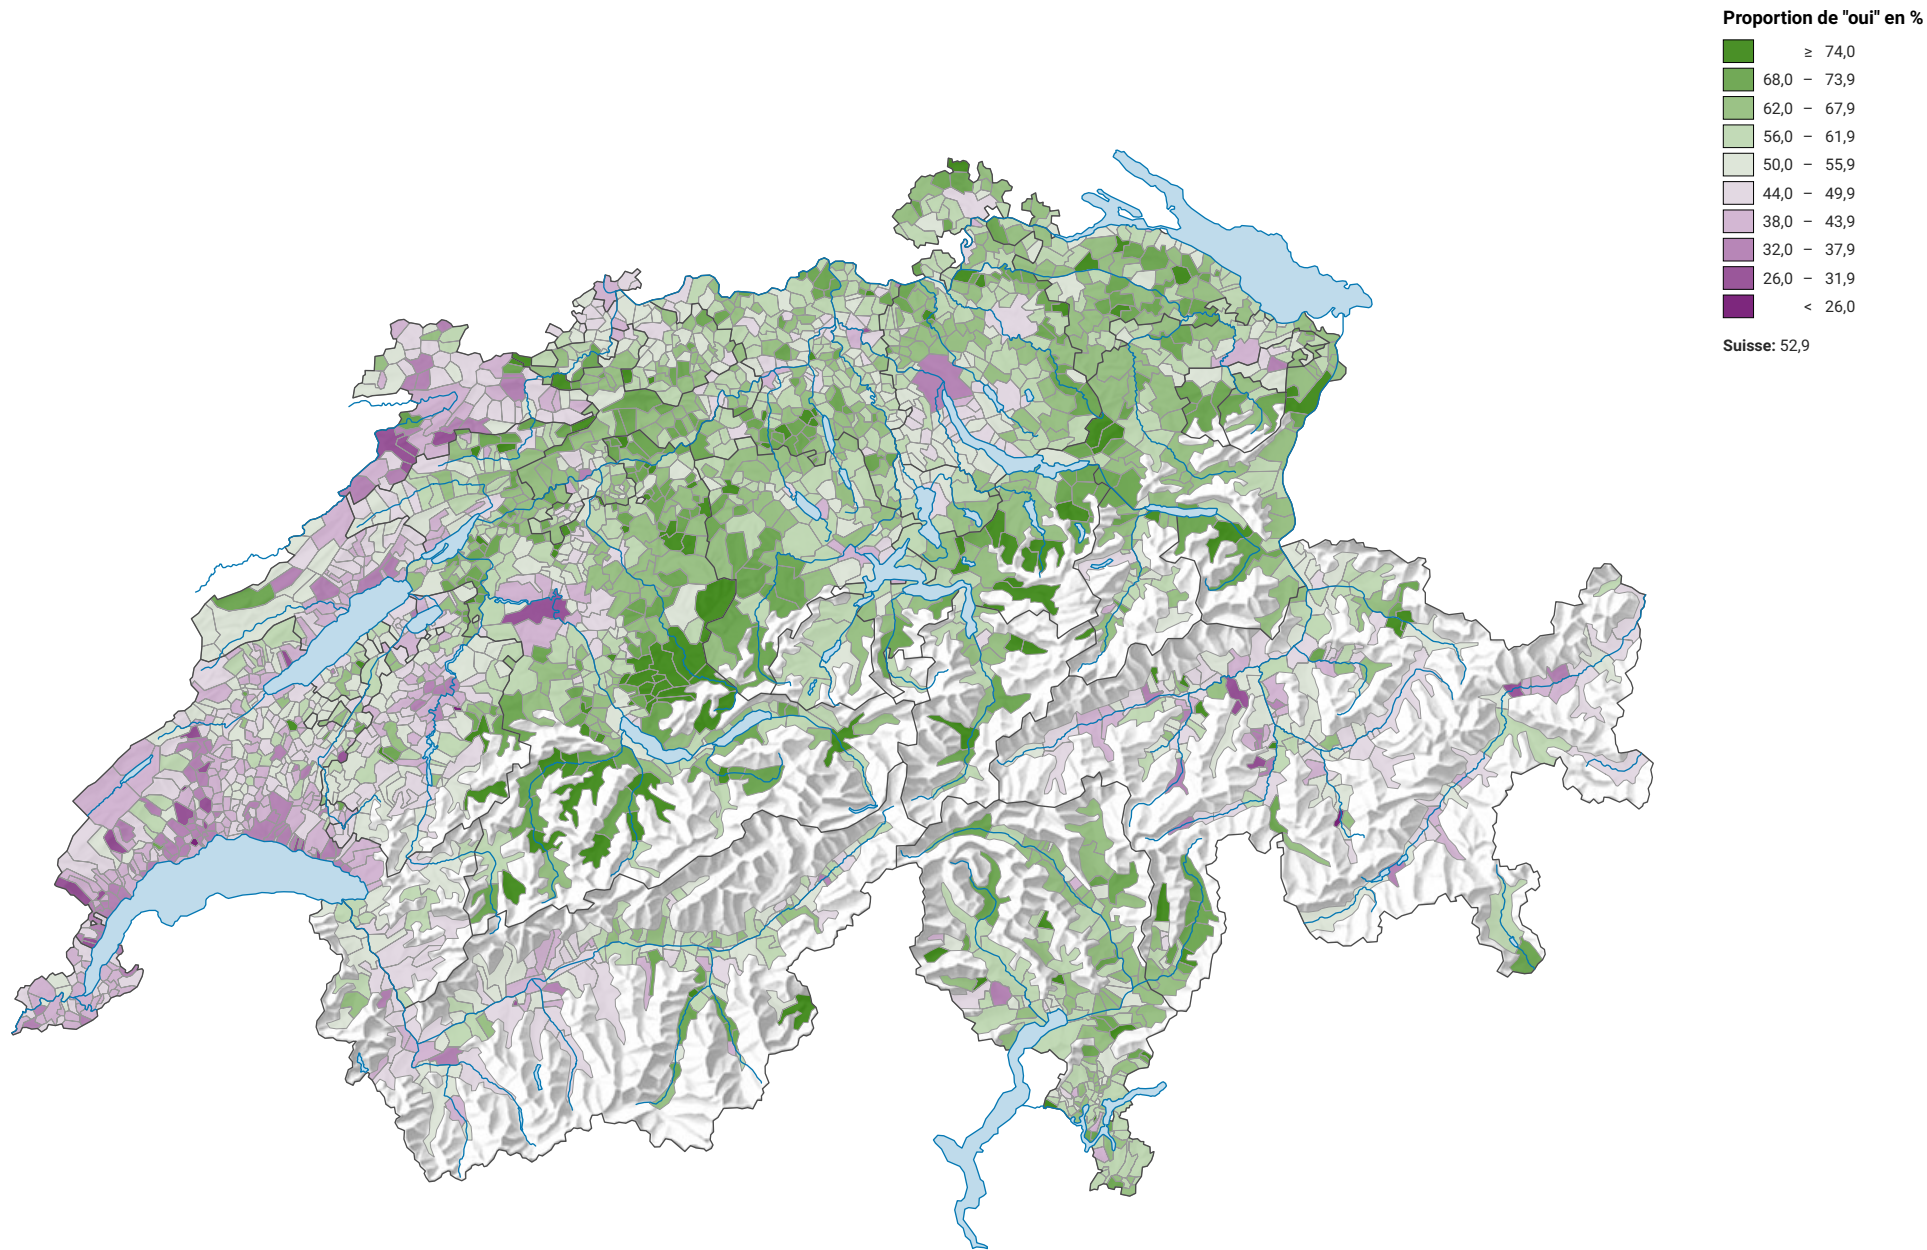 Proportion de "oui" en %
≥ 74,0
68,0 – 73,9
62,0 – 67,9
56,0 – 61,9
50,0 – 55,9
44,0 – 49,9
38,0 – 43,9
32,0 – 37,9
26,0 – 31,9
< 26,0
Suisse: 52,9